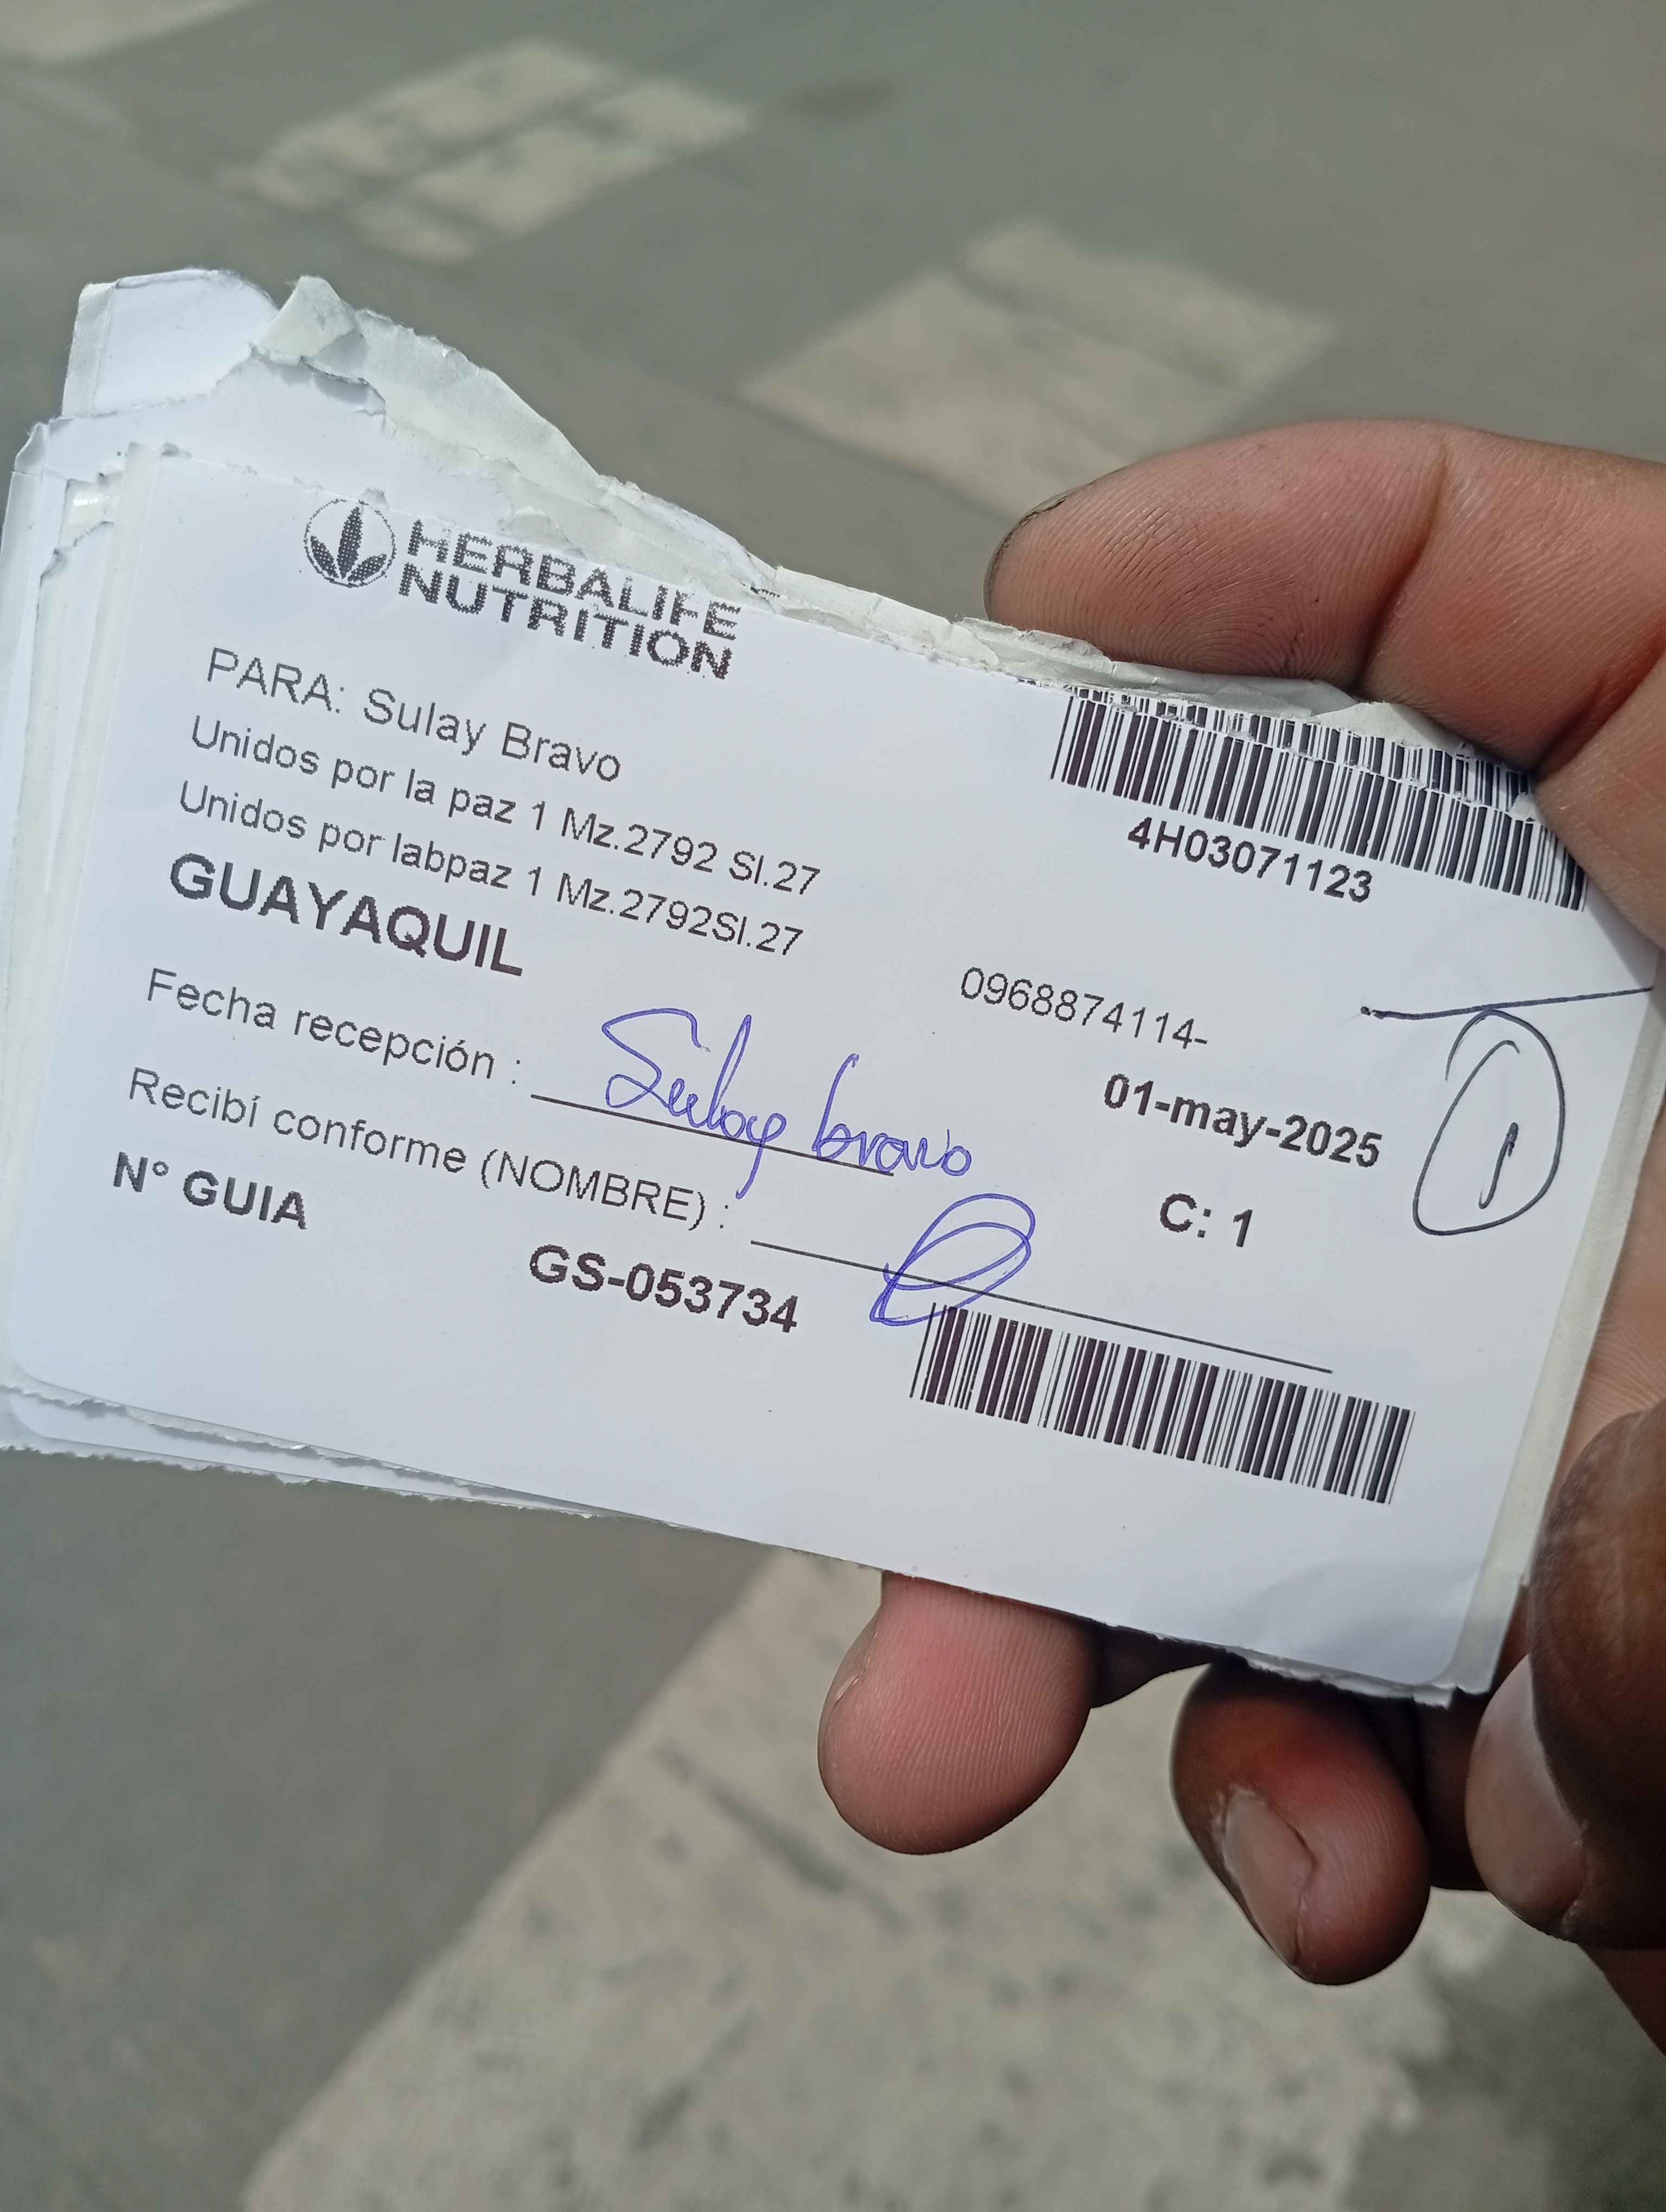 HERBALIFE
NUTRITION
PARA: Sulay Bravo
Unidos por la paz 1 Mz.2792 Sl.27
Unidos por labpaz 1 Mz.2792Sl.27
GUAYAQUIL
4H03071123
0968874114-
Fecha recepción : Sulay bravo
01-may-2025
1
Recibí conforme (NOMBRE) :
C: 1
N° GUIA
GS-053734